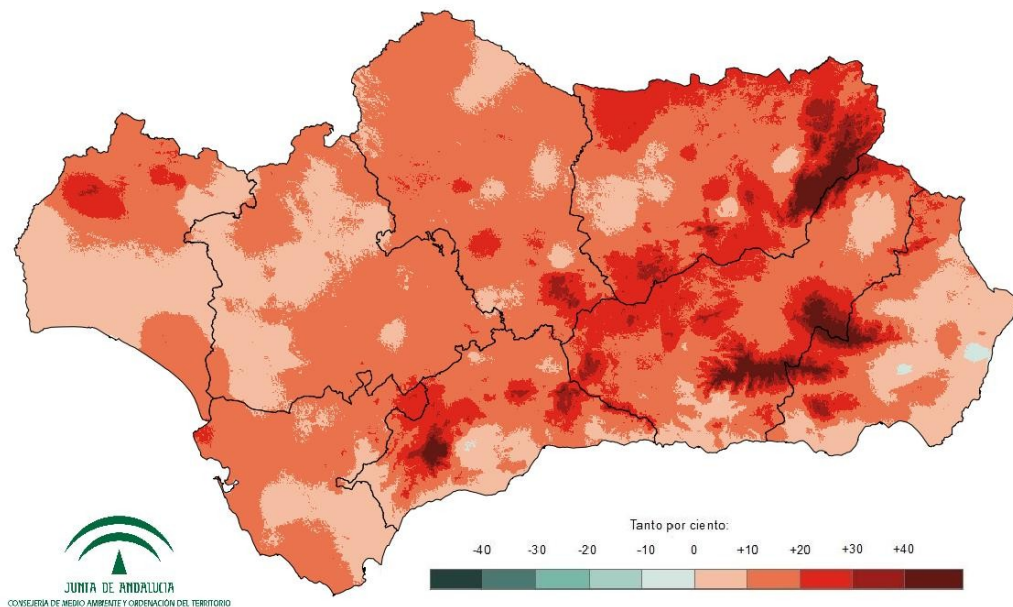 Tanto por ciento:
-40 -30 -20 -10 0 +10 +20 +30 +40
JUNTA DE ANDALUCIA
CONSEJERÍA DE MEDIO AMBIENTE Y ORDENACIÓN DEL TERRITORIO